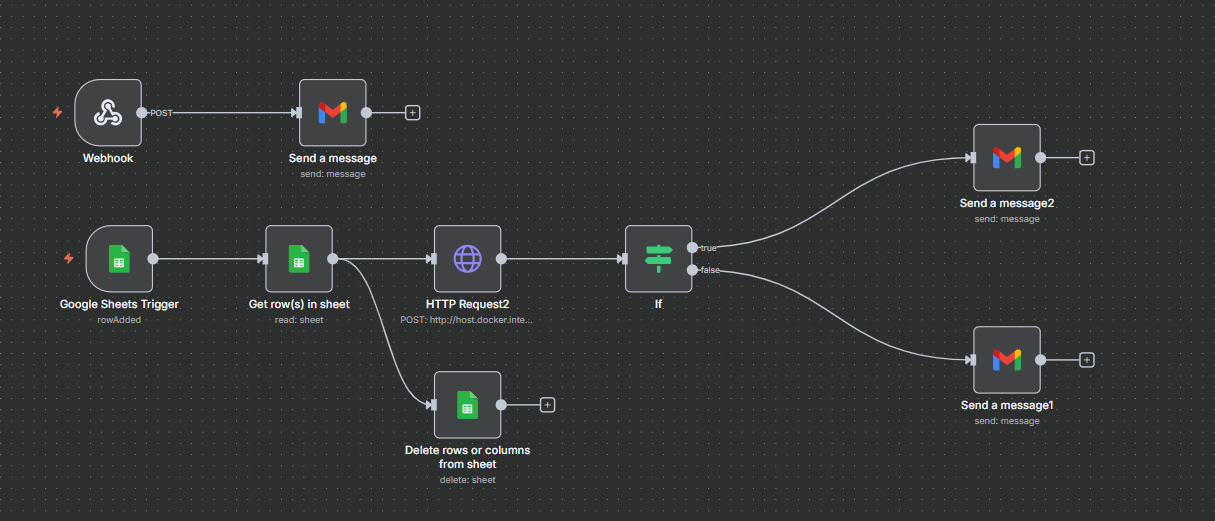 POST
Webhook
Send a message
send: message
Send a message2
send: message
true
false
Google Sheets Trigger
rowAdded
Get row(s) in sheet
read: sheet
HTTP Request2
POST: http://host.docker.inte...
If
Send a message1
send: message
Delete rows or columns
from sheet
delete: sheet